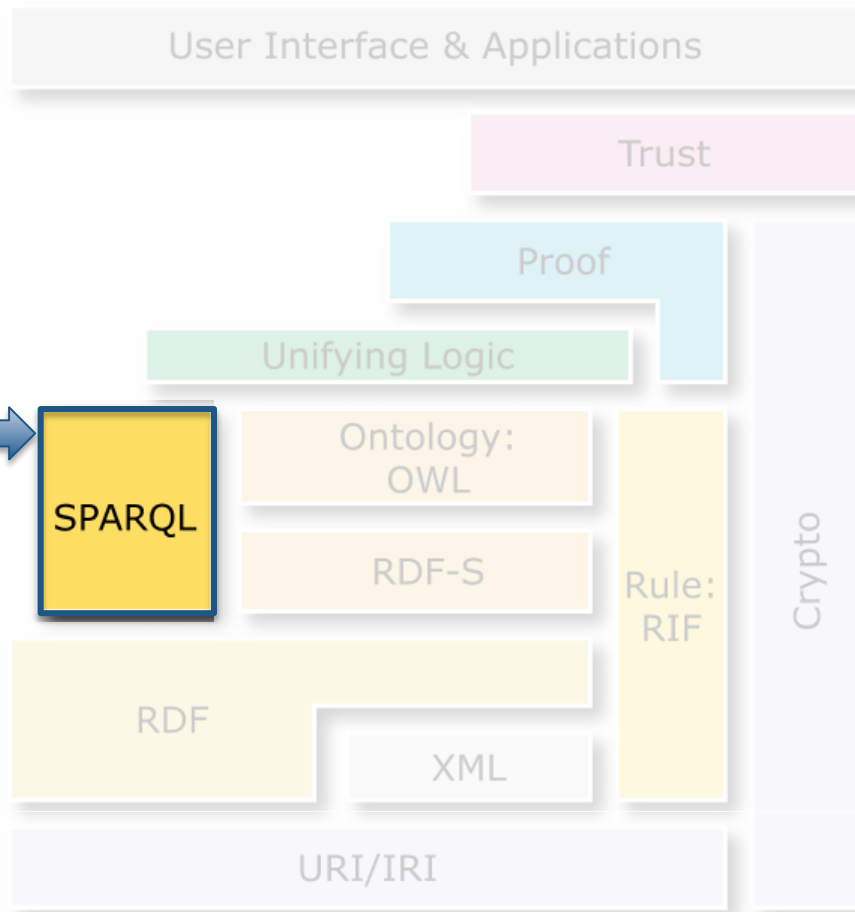 User Interface & Applications
Trust
Proof
Unifying Logic
SPARQL
Ontology:
OWL
RDF-S
Rule:
RIF
Crypto
RDF
XML
URI/IRI